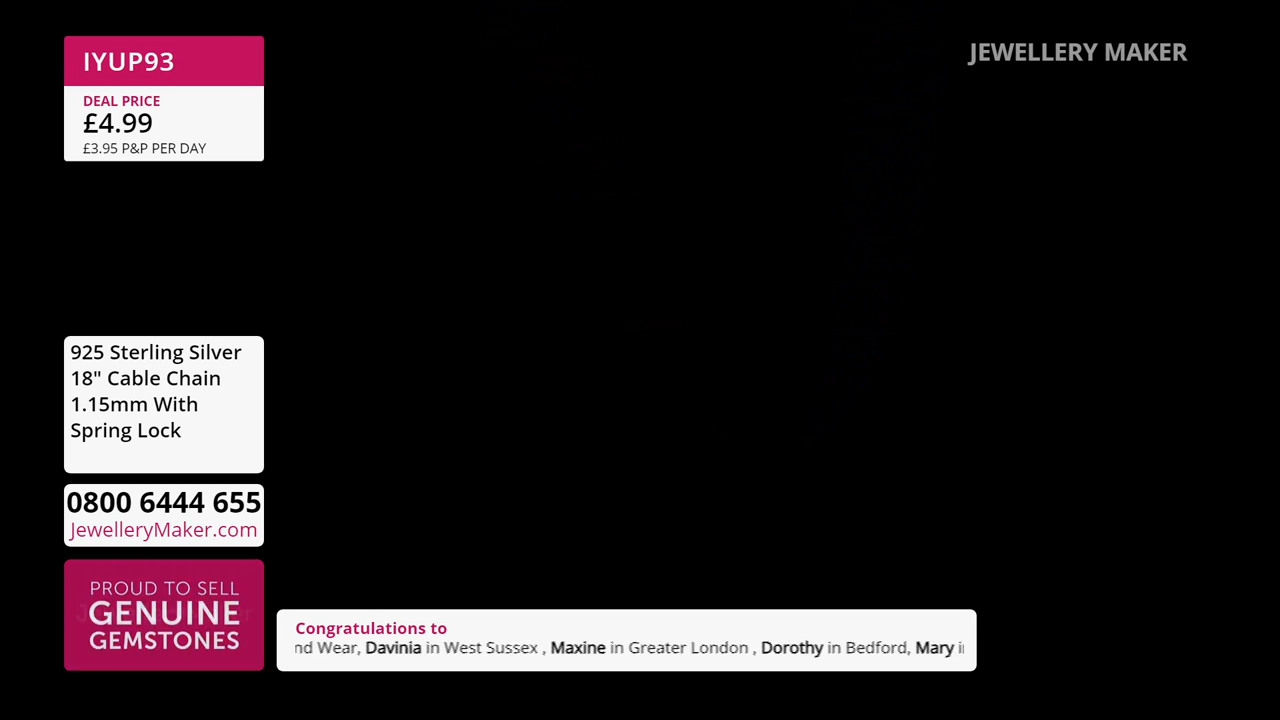 IYUP93
DEAL PRICE
£4.99
£3.95 P&P PER DAY
JEWELLERY MAKER
925 Sterling Silver
18" Cable Chain
1.15mm With
Spring Lock
0800 6444 655
JewelleryMaker.com
PROUD TO SELL
GENUINE
GEMSTONES
Congratulations to
Wear, Davinia in West Sussex , Maxine in Greater London , Dorothy in Bedford, Mary